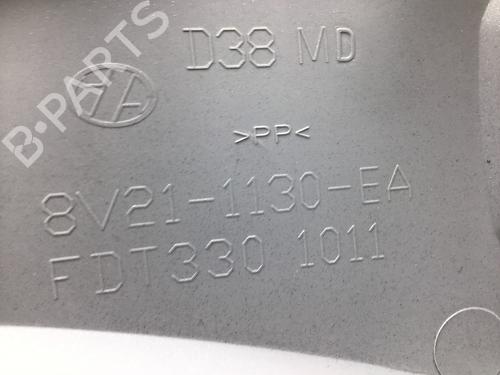 D38 MD
>PP<
8V21-1130-EA
FDT330 1011
B-PARTS